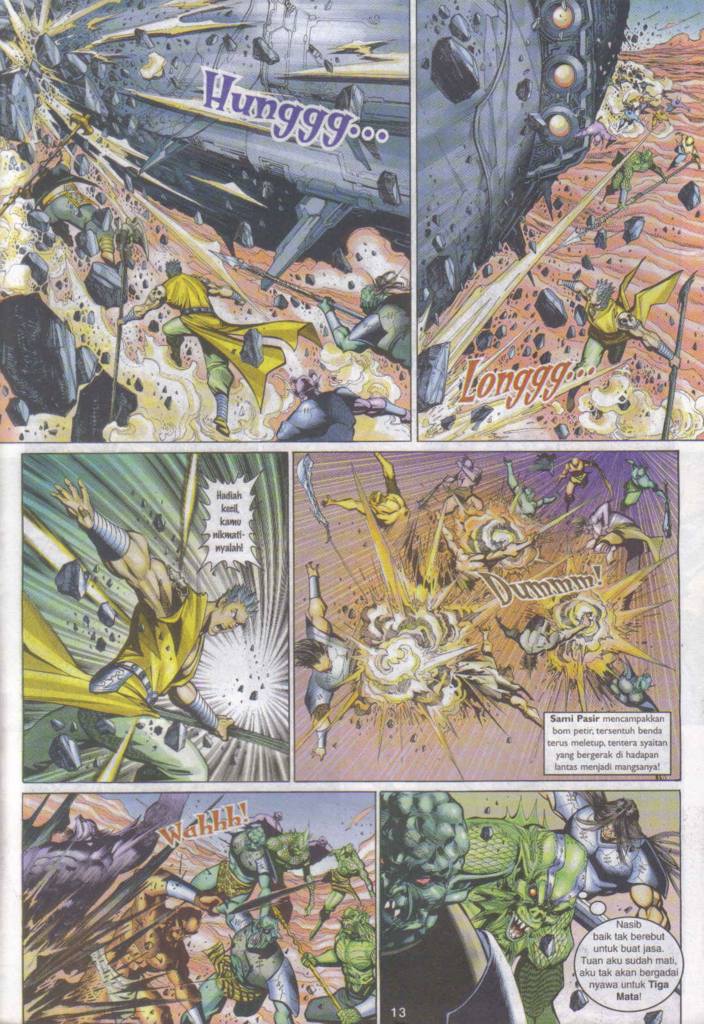 Hunggg...
Longgg...
Hadiah
kecil,
kamu
nikmati-
nyalah!
Dummm!
Sami Pasir mencampakkan
bom petir, tersentuh benda
terus meletup, tentera syaitan
yang bergerak di hadapan
lantas menjadi mangsanya!
Wahhh!
Nasib
baik tak berebut
untuk buat jasa.
Tuan aku sudah mati,
aku tak akan bergadai
nyawa untuk Tiga
Mata!
13